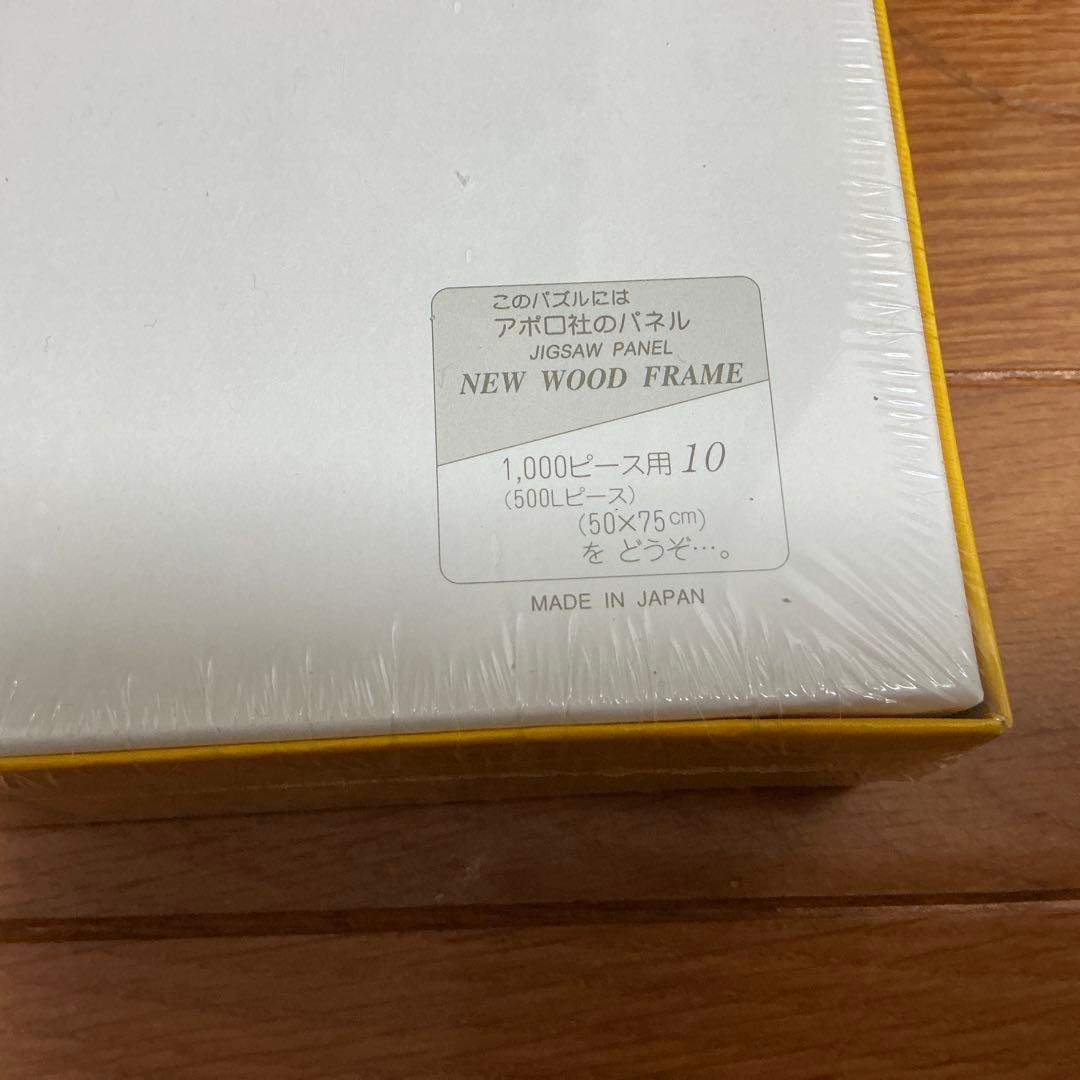 このパズルには
アポロ社のパネル
JIGSAW PANEL
NEW WOOD FRAME
1,000ピース用 10
(500Lピース)
(50×75cm)
を どうぞ…。
MADE IN JAPAN